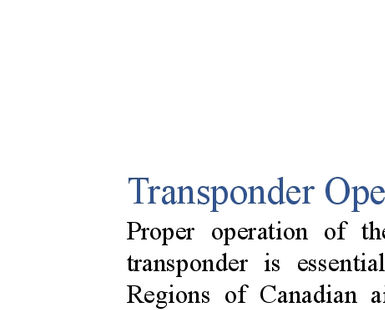 Transponder Ope
Proper operation of the
transponder is essential
Regions of Canadian ai